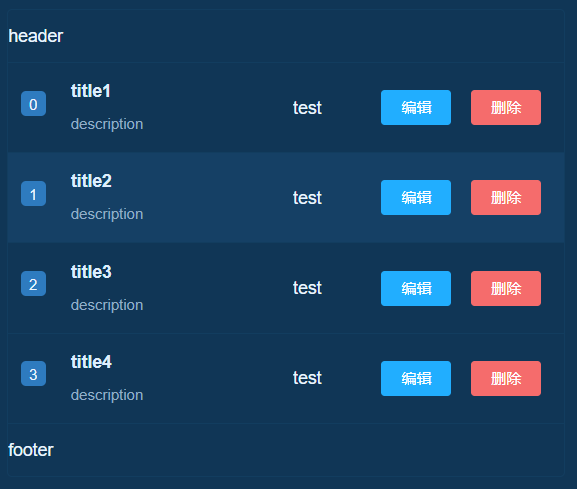 header
0 title1 test 编辑 删除
description
1 title2 test 编辑 删除
description
2 title3 test 编辑 删除
description
3 title4 test 编辑 删除
description
footer